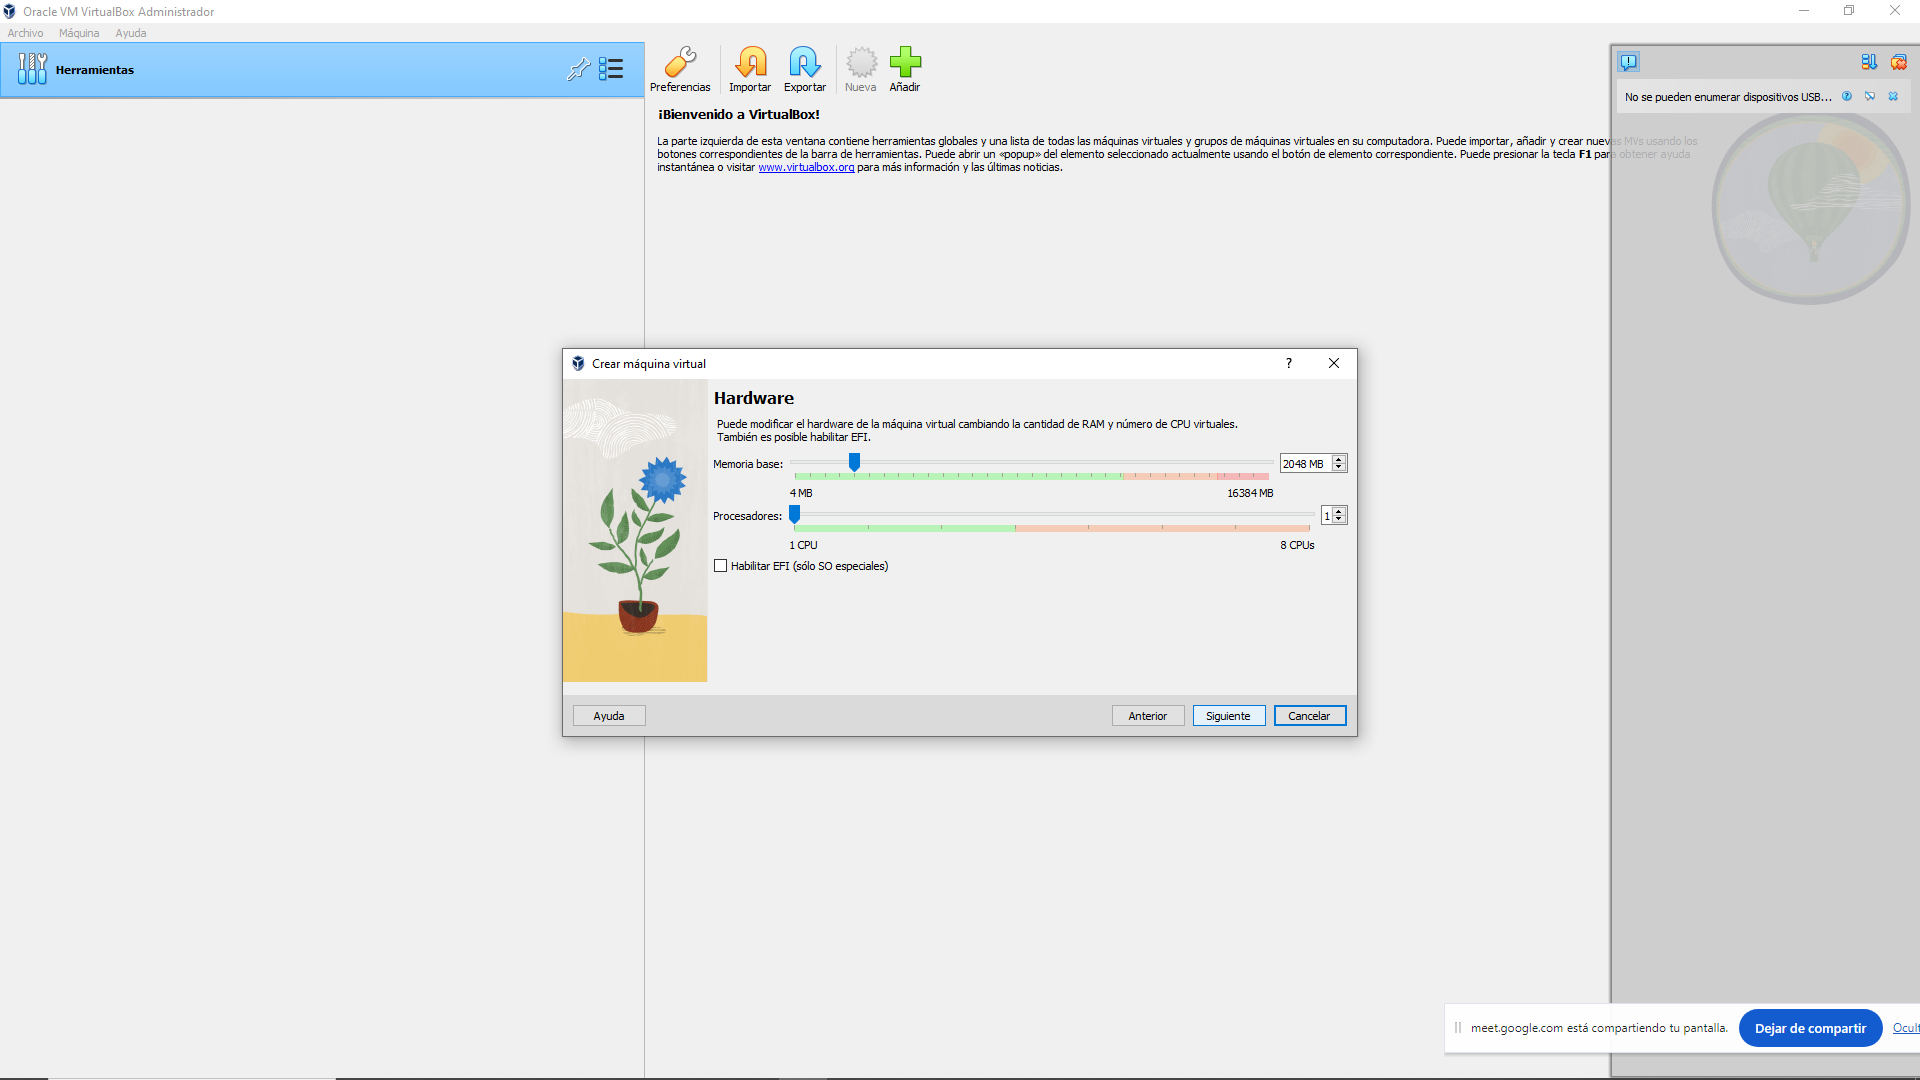 Oracle VM VirtualBox Administrador
Archivo Máquina Ayuda
Herramientas
Preferencias Importar Exportar Nueva Añadir
¡Bienvenido a VirtualBox!
La parte izquierda de esta ventana contiene herramientas globales y una lista de todas las máquinas virtuales y grupos de máquinas virtuales en su computadora. Puede importar, añadir y crear nuevas MVs usando los
botones correspondientes de la barra de herramientas. Puede abrir un «popup» del elemento seleccionado actualmente usando el botón de elemento correspondiente. Puede presionar la tecla F1 para obtener ayuda
instantánea o visitar www.virtualbox.org para más información y las últimas noticias.
No se pueden enumerar dispositivos USB...
Crear máquina virtual
Hardware
Puede modificar el hardware de la máquina virtual cambiando la cantidad de RAM y número de CPU virtuales.
También es posible habilitar EFI.
Memoria base: 2048 MB
4 MB 16384 MB
Procesadores: 1
1 CPU 8 CPUs
Habilitar EFI (sólo SO especiales)
Ayuda Anterior Siguiente Cancelar
meet.google.com está compartiendo tu pantalla. Dejar de compartir Ocult